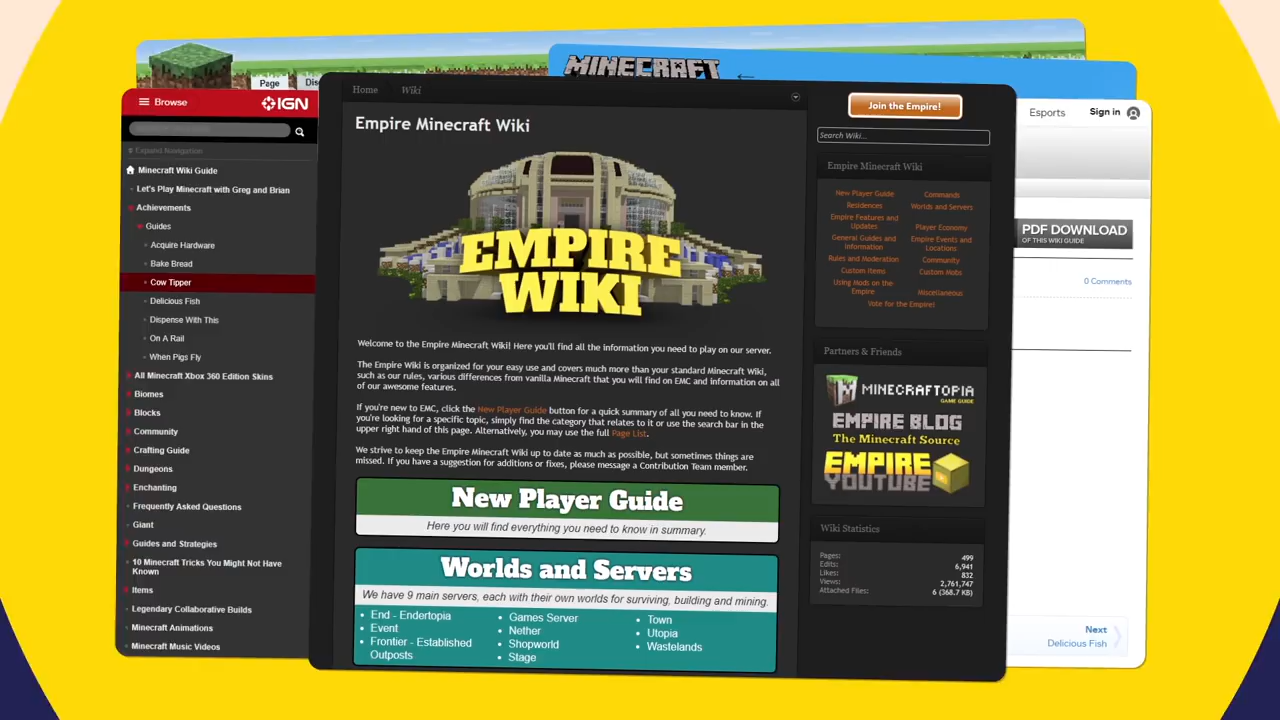 MINECRAFT
Page
Browse
IGN
Expand Navigation
Minecraft Wiki Guide
Let's Play Minecraft with Greg and Brian
Achievements
Guides
Acquire Hardware
Bake Bread
Cow Tipper
Delicious Fish
Dispense With This
On A Rail
When Pigs Fly
All Minecraft Xbox 360 Edition Skins
Biomes
Blocks
Community
Crafting Guide
Dungeons
Enchanting
Frequently Asked Questions
Giant
Guides and Strategies
10 Minecraft Tricks You Might Not Have
Known
Items
Legendary Collaborative Builds
Minecraft Animations
Minecraft Music Videos
Home Wiki
Empire Minecraft Wiki
EMPIRE
WIKI
Welcome to the Empire Minecraft Wiki! Here you'll find all the information you need to play on our server.
The Empire Wiki is organized for your easy use and covers much more than your standard Minecraft Wiki,
such as our rules, various differences from vanilla Minecraft that you will find on EMC and information on all
of our awesome features.
If you're new to EMC, click the New Player Guide button for a quick summary of all you need to know. If
you're looking for a specific topic, simply find the category that relates to it or use the search bar in the
upper right hand of this page. Alternatively, you may use the full Page List.
We strive to keep the Empire Minecraft Wiki up to date as much as possible, but sometimes things are
missed. If you have a suggestion for additions or fixes, please message a Contribution Team member.
New Player Guide
Here you will find everything you need to know in summary.
Worlds and Servers
We have 9 main servers, each with their own worlds for surviving, building and mining.
End - Endertopia
Event
Frontier - Established
Outposts
Games Server
Nether
Shopworld
Stage
Town
Utopia
Wastelands
Join the Empire!
Search Wiki...
Empire Minecraft Wiki
New Player Guide
Residences
Empire Features and
Updates
General Guides and
Information
Rules and Moderation
Custom Items
Using Mods on the
Empire
Commands
Worlds and Servers
Player Economy
Empire Events and
Locations
Community
Custom Mobs
Miscellaneous
Vote for the Empire!
Partners & Friends
MINECRAFTOPIA
GAME GUIDE
EMPIRE BLOG
The Minecraft Source
EMPIRE
YOUTUBE
Wiki Statistics
Pages: 499
Edits: 6,941
Likes: 832
Views: 2,761,747
Attached Files: 6 (368.7 KB)
Esports Sign in
PDF DOWNLOAD
OF THIS WIKI GUIDE
0 Comments
Next
Delicious Fish